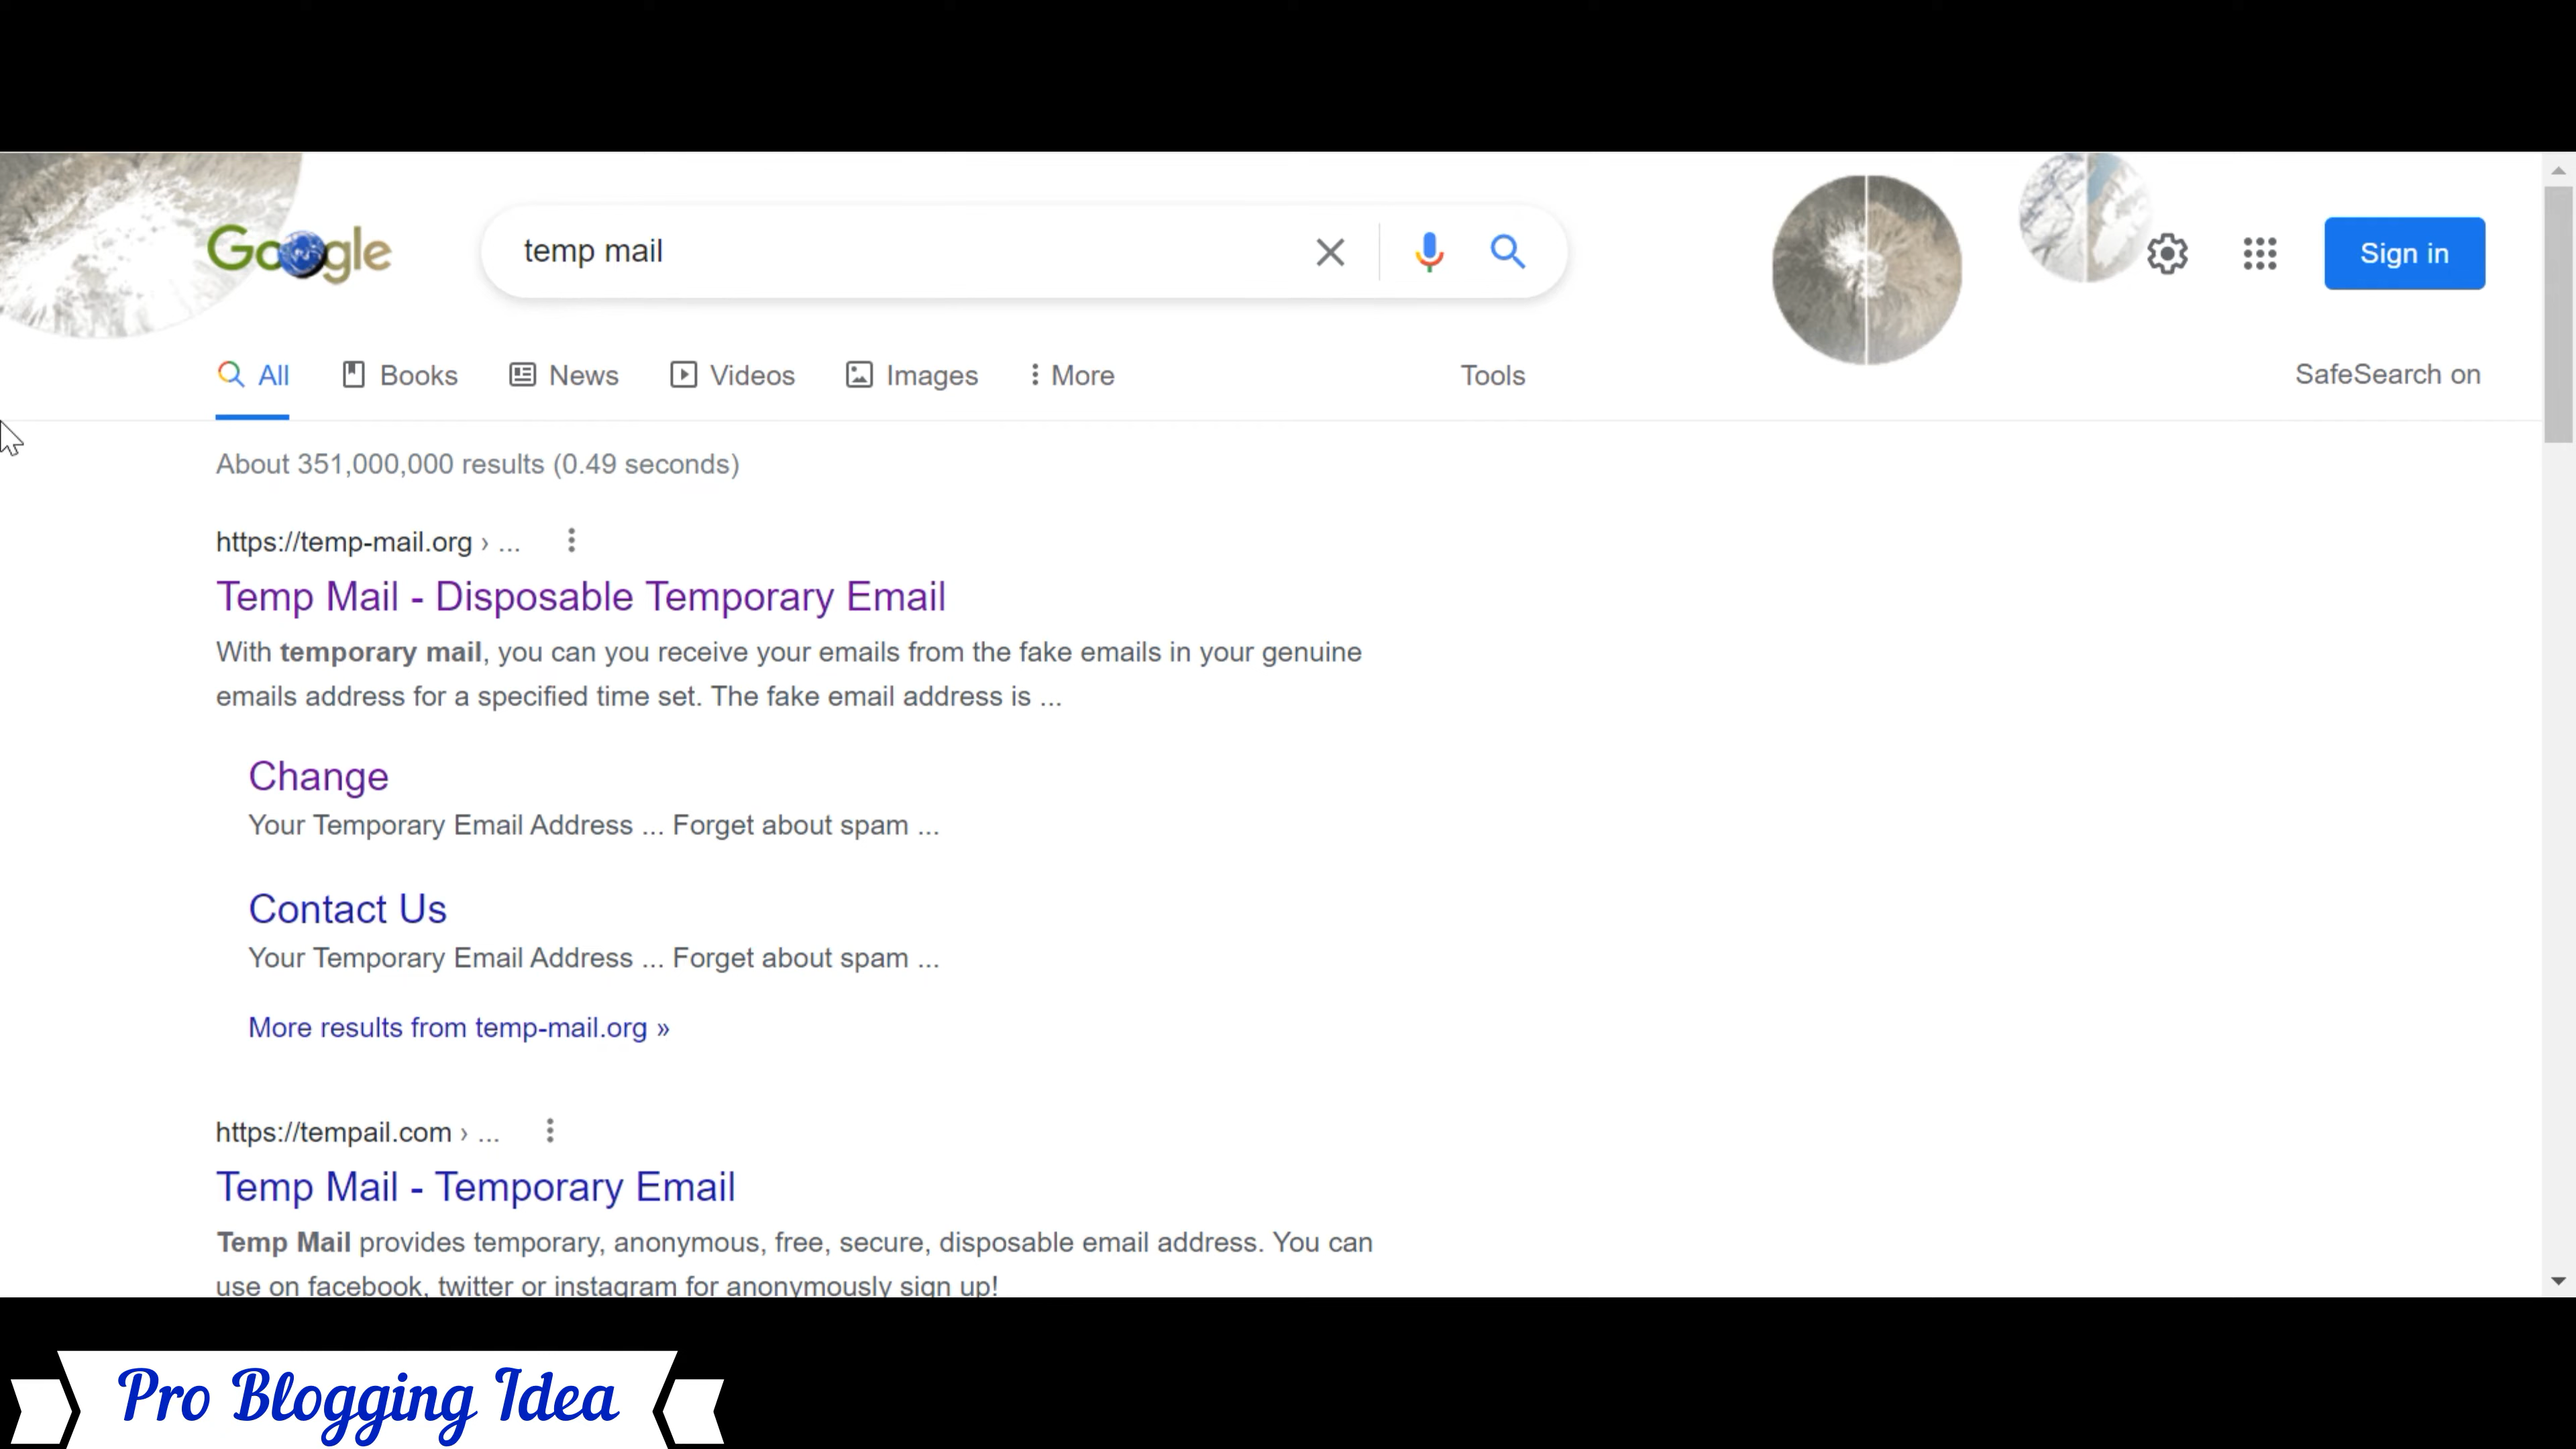 Google
temp mail
Sign in
All Books News Videos Images More Tools SafeSearch on
About 351,000,000 results (0.49 seconds)
https://temp-mail.org › ...
Temp Mail - Disposable Temporary Email
With temporary mail, you can you receive your emails from the fake emails in your genuine
emails address for a specified time set. The fake email address is ...
Change
Your Temporary Email Address ... Forget about spam ...
Contact Us
Your Temporary Email Address ... Forget about spam ...
More results from temp-mail.org »
https://tempail.com › ...
Temp Mail - Temporary Email
Temp Mail provides temporary, anonymous, free, secure, disposable email address. You can
use on facebook, twitter or instagram for anonymously sign up!
Pro Blogging Idea